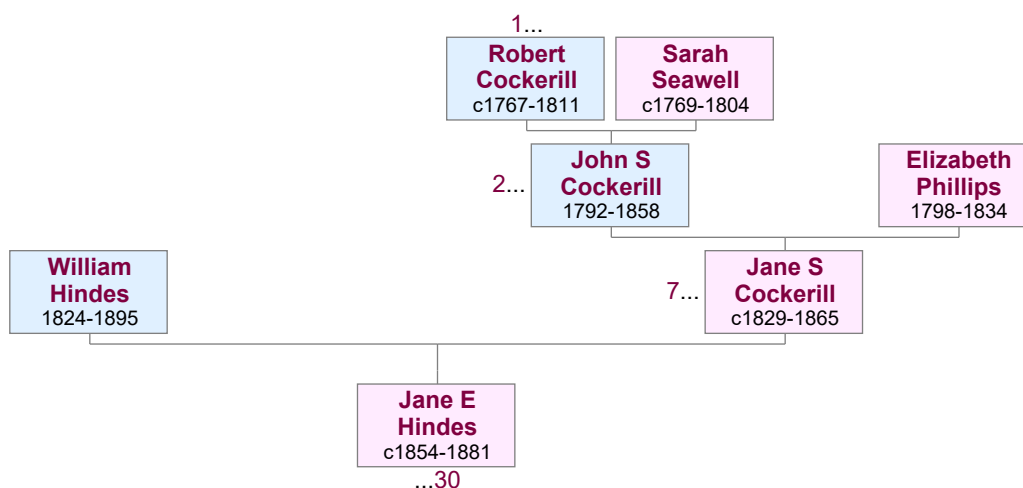 1...
Robert
Cockerill
c1767-1811
Sarah
Seawell
c1769-1804
2...
John S
Cockerill
1792-1858
Elizabeth
Phillips
1798-1834
William
Hindes
1824-1895
7...
Jane S
Cockerill
c1829-1865
Jane E
Hindes
c1854-1881
...30